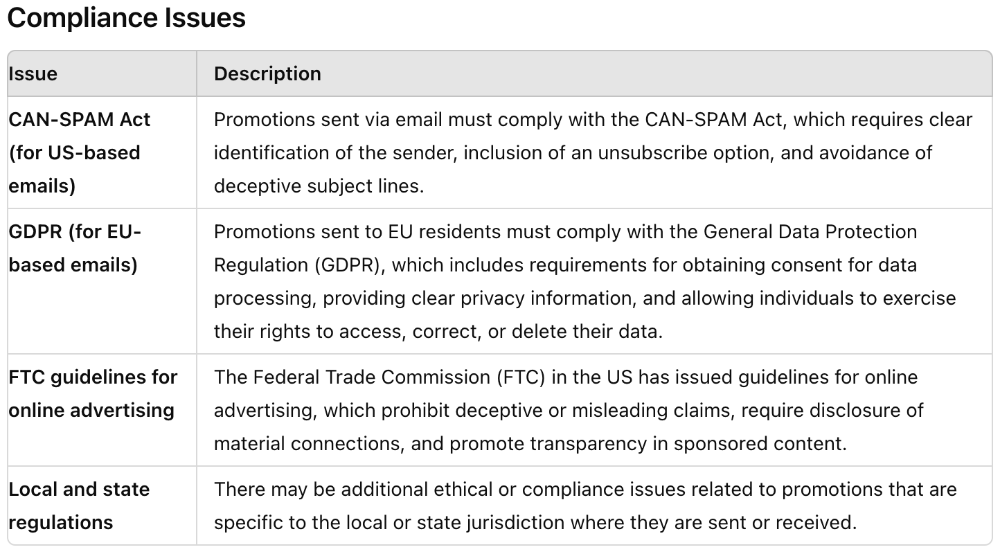 Compliance Issues
Issue
Description
CAN-SPAM Act
(for US-based
emails)
Promotions sent via email must comply with the CAN-SPAM Act, which requires clear
identification of the sender, inclusion of an unsubscribe option, and avoidance of
deceptive subject lines.
GDPR (for EU-
based emails)
Promotions sent to EU residents must comply with the General Data Protection
Regulation (GDPR), which includes requirements for obtaining consent for data
processing, providing clear privacy information, and allowing individuals to exercise
their rights to access, correct, or delete their data.
FTC guidelines for
online advertising
The Federal Trade Commission (FTC) in the US has issued guidelines for online
advertising, which prohibit deceptive or misleading claims, require disclosure of
material connections, and promote transparency in sponsored content.
Local and state
regulations
There may be additional ethical or compliance issues related to promotions that are
specific to the local or state jurisdiction where they are sent or received.